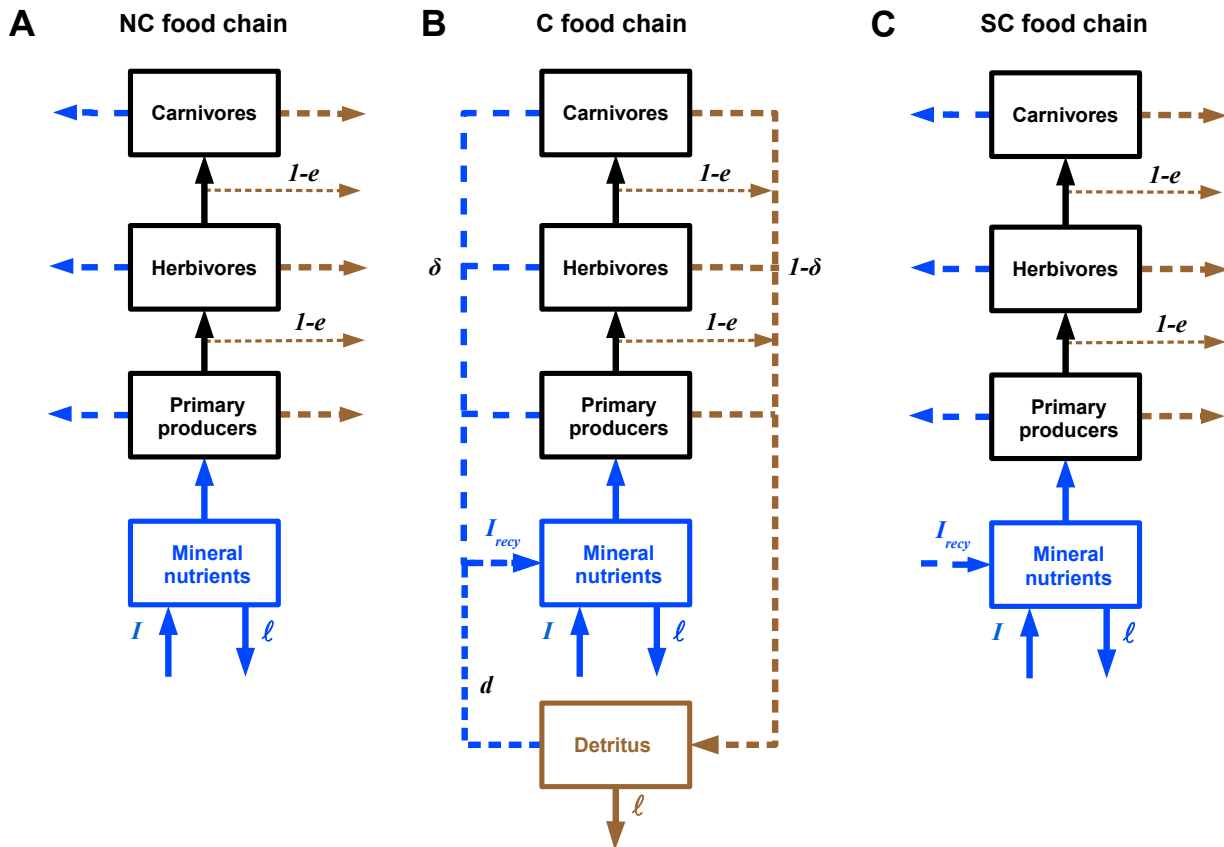 A
NC food chain
Carnivores
1-e
Herbivores
1-e
Primary
producers
Mineral
nutrients
I
ℓ
B
C food chain
Carnivores
1-e
δ
Herbivores
1-δ
1-e
Primary
producers
I_recy
Mineral
nutrients
I
ℓ
d
Detritus
ℓ
C
SC food chain
Carnivores
1-e
Herbivores
1-e
Primary
producers
I_recy
Mineral
nutrients
I
ℓ